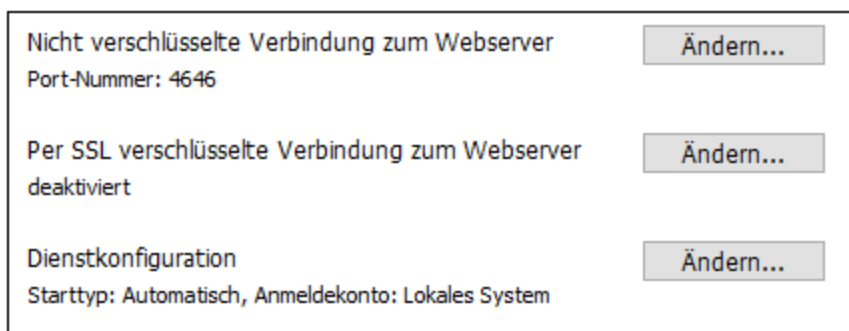 Nicht verschlüsselte Verbindung zum Webserver
Ändern...
Port-Nummer: 4646
Per SSL verschlüsselte Verbindung zum Webserver
Ändern...
deaktiviert
Dienstkonfiguration
Ändern...
Starttyp: Automatisch, Anmeldekonto: Lokales System